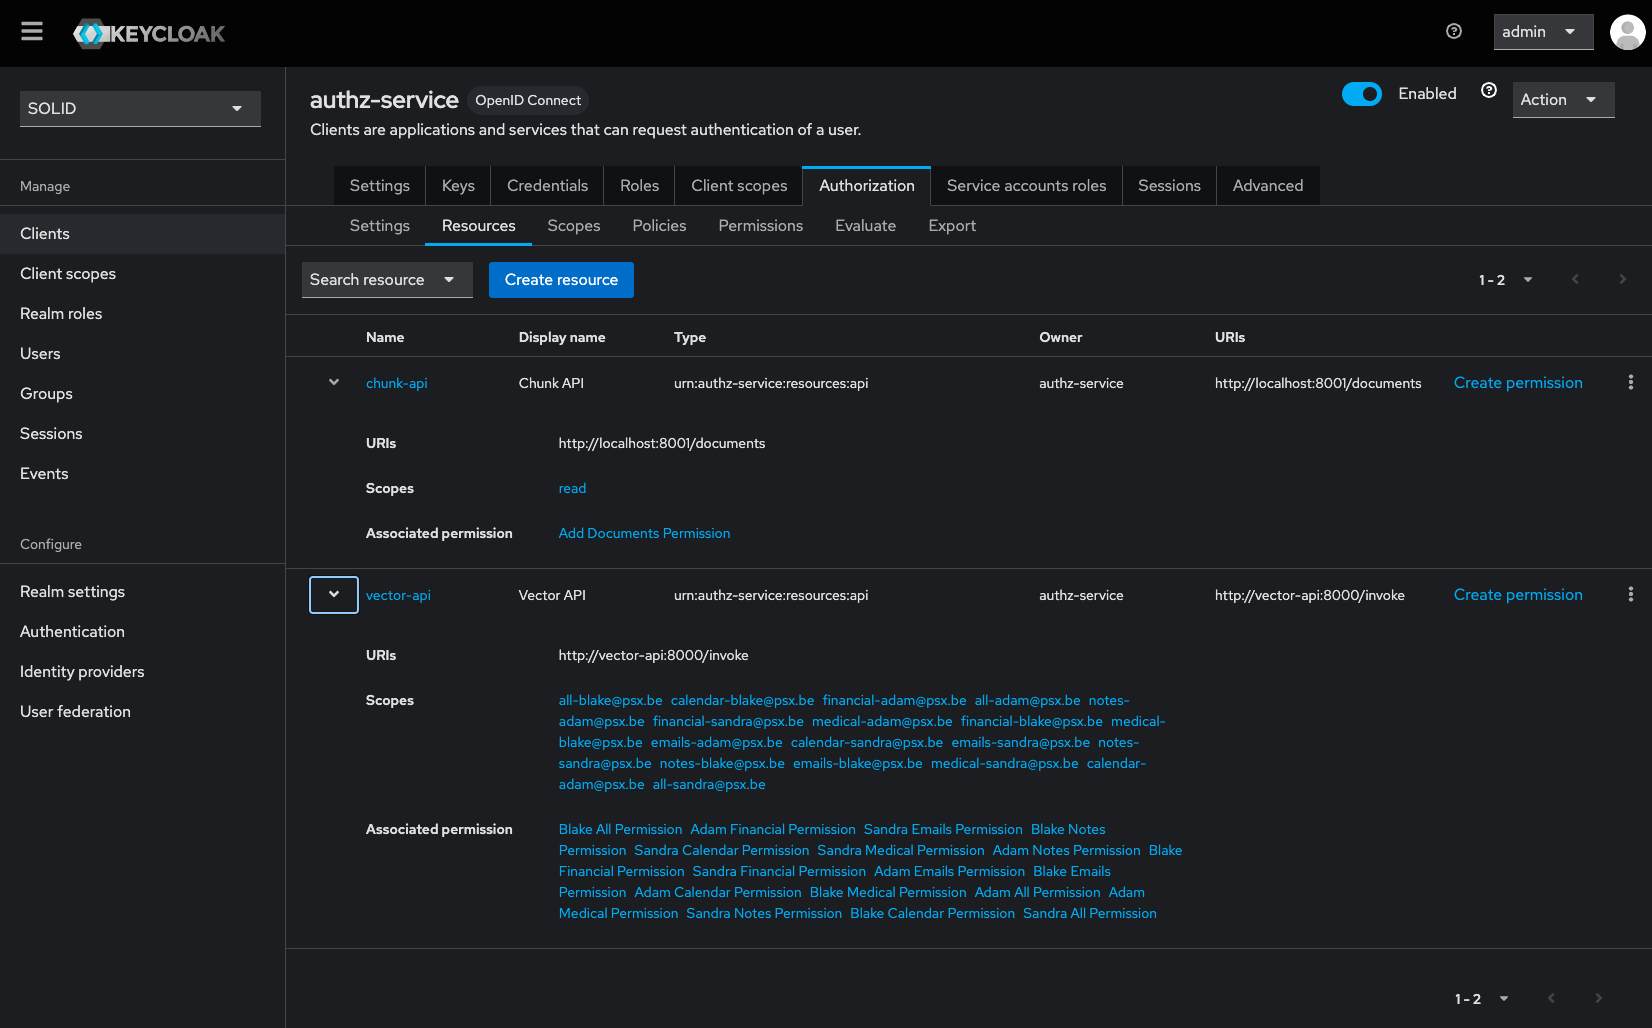 KEYCLOAK
admin
SOLID
Manage
Clients
Client scopes
Realm roles
Users
Groups
Sessions
Events
Configure
Realm settings
Authentication
Identity providers
User federation
authz-service OpenID Connect
Enabled
Action
Clients are applications and services that can request authentication of a user.
Settings Keys Credentials Roles Client scopes Authorization Service accounts roles Sessions Advanced
Settings Resources Scopes Policies Permissions Evaluate Export
Search resource Create resource 1 - 2
Name Display name Type Owner URIs
chunk-api Chunk API urn:authz-service:resources:api authz-service http://localhost:8001/documents Create permission
URIs http://localhost:8001/documents
Scopes read
Associated permission Add Documents Permission
vector-api Vector API urn:authz-service:resources:api authz-service http://vector-api:8000/invoke Create permission
URIs http://vector-api:8000/invoke
Scopes all-blake@psx.be calendar-blake@psx.be financial-adam@psx.be all-adam@psx.be notes-
adam@psx.be financial-sandra@psx.be medical-adam@psx.be financial-blake@psx.be medical-
blake@psx.be emails-adam@psx.be calendar-sandra@psx.be emails-sandra@psx.be notes-
sandra@psx.be notes-blake@psx.be emails-blake@psx.be medical-sandra@psx.be calendar-
adam@psx.be all-sandra@psx.be
Associated permission Blake All Permission Adam Financial Permission Sandra Emails Permission Blake Notes
Permission Sandra Calendar Permission Sandra Medical Permission Adam Notes Permission Blake
Financial Permission Sandra Financial Permission Adam Emails Permission Blake Emails
Permission Adam Calendar Permission Blake Medical Permission Adam All Permission Adam
Medical Permission Sandra Notes Permission Blake Calendar Permission Sandra All Permission
1 - 2